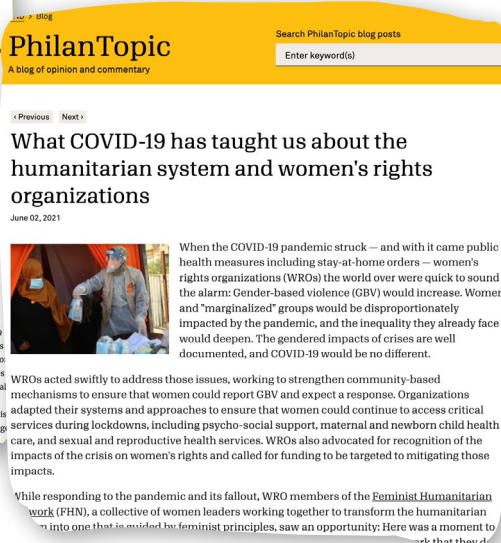 > Blog
PhilanTopic
A blog of opinion and commentary
Search PhilanTopic blog posts
Enter keyword(s)
‹ Previous Next ›
What COVID-19 has taught us about the
humanitarian system and women's rights
organizations
June 02, 2021
When the COVID-19 pandemic struck — and with it came public
health measures including stay-at-home orders — women's
rights organizations (WROs) the world over were quick to sound
the alarm: Gender-based violence (GBV) would increase. Women
and "marginalized" groups would be disproportionately
impacted by the pandemic, and the inequality they already face
would deepen. The gendered impacts of crises are well
documented, and COVID-19 would be no different.
WROs acted swiftly to address those issues, working to strengthen community-based
mechanisms to ensure that women could report GBV and expect a response. Organizations
adapted their systems and approaches to ensure that women could continue to access critical
services during lockdowns, including psycho-social support, maternal and newborn child health
care, and sexual and reproductive health services. WROs also advocated for recognition of the
impacts of the crisis on women's rights and called for funding to be targeted to mitigating those
impacts.
While responding to the pandemic and its fallout, WRO members of the Feminist Humanitarian
work (FHN), a collective of women leaders working together to transform the humanitarian
into one that is guided by feminist principles, saw an opportunity: Here was a moment to
that they